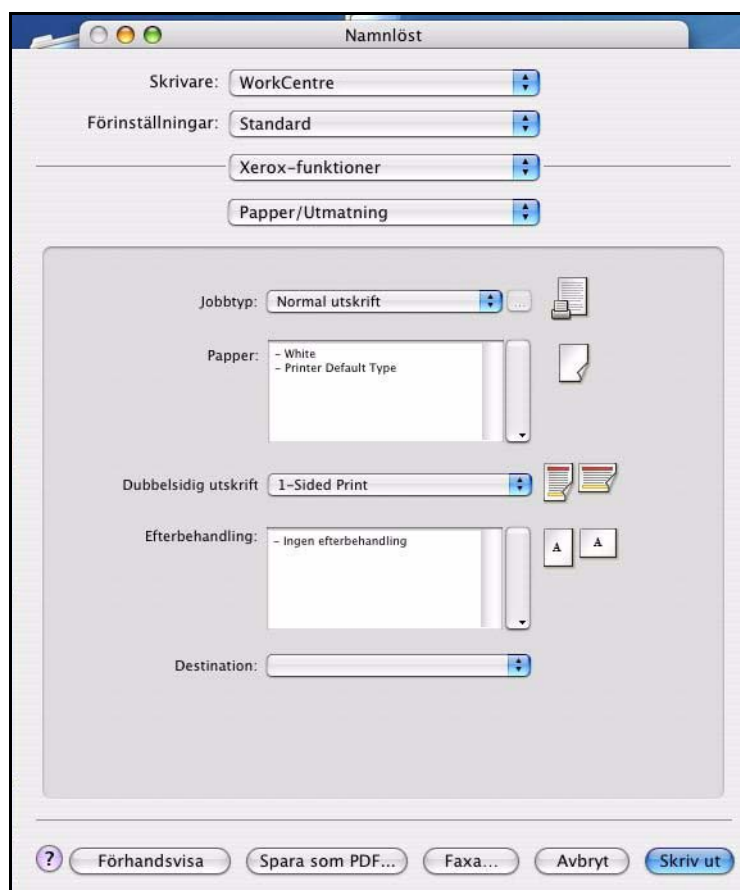 Namnlöst
Skrivare: WorkCentre
Förinställningar: Standard
Xerox-funktioner
Papper/Utmatning
Jobbtyp: Normal utskrift ...
Papper: - White
- Printer Default Type
Dubbelsidig utskrift 1-Sided Print
Efterbehandling: - Ingen efterbehandling
A A
Destination:
? Förhandsvisa Spara som PDF... Faxa... Avbryt Skriv ut